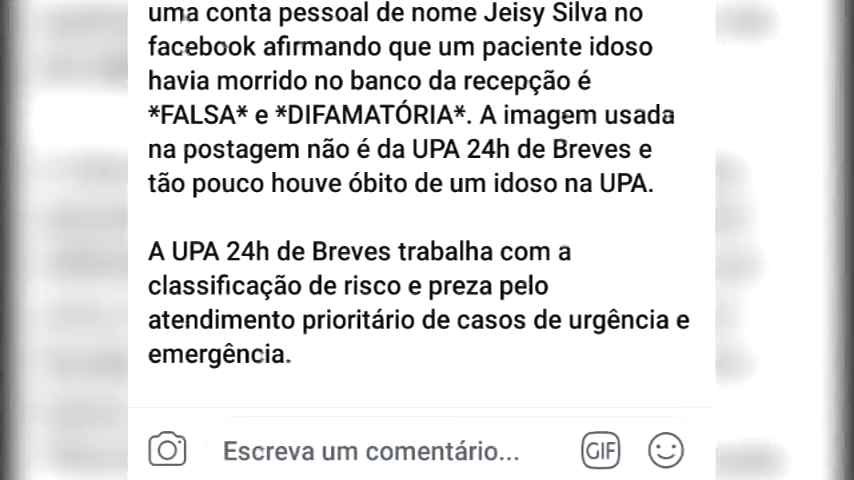 uma conta pessoal de nome Jeisy Silva no
facebook afirmando que um paciente idoso
havia morrido no banco da recepção é
*FALSA* e *DIFAMATÓRIA*. A imagem usada
na postagem não é da UPA 24h de Breves e
tão pouco houve óbito de um idoso na UPA.
A UPA 24h de Breves trabalha com a
classificação de risco e preza pelo
atendimento prioritário de casos de urgência e
emergência.
Escreva um comentário...
GIF